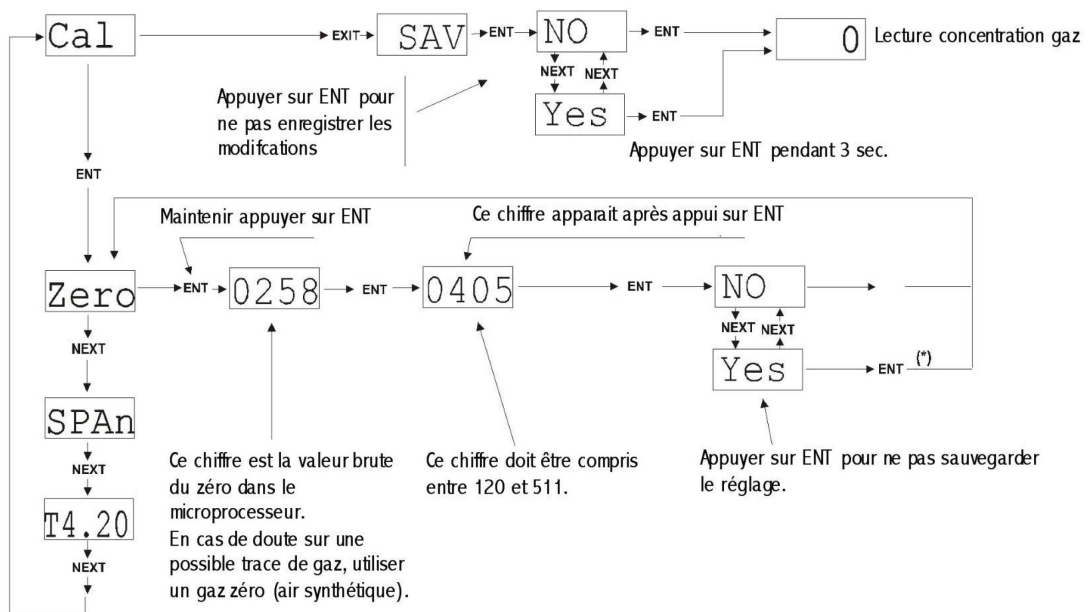 Cal
EXIT
SAV
ENT
NO
ENT
0
Lecture concentration gaz
NEXT NEXT
Appuyer sur ENT pour
ne pas enregistrer les
modifcations
Yes
ENT
Appuyer sur ENT pendant 3 sec.
ENT
Maintenir appuyer sur ENT
Ce chiffre apparait après appui sur ENT
Zero
ENT
0258
ENT
0405
ENT
NO
NEXT
NEXT NEXT
Yes
ENT
(*)
SPAn
NEXT
T4.20
NEXT
Ce chiffre est la valeur brute
du zéro dans le
microprocesseur.
En cas de doute sur une
possible trace de gaz, utiliser
un gaz zéro (air synthétique).
Ce chiffre doit être compris
entre 120 et 511.
Appuyer sur ENT pour ne pas sauvegarder
le réglage.